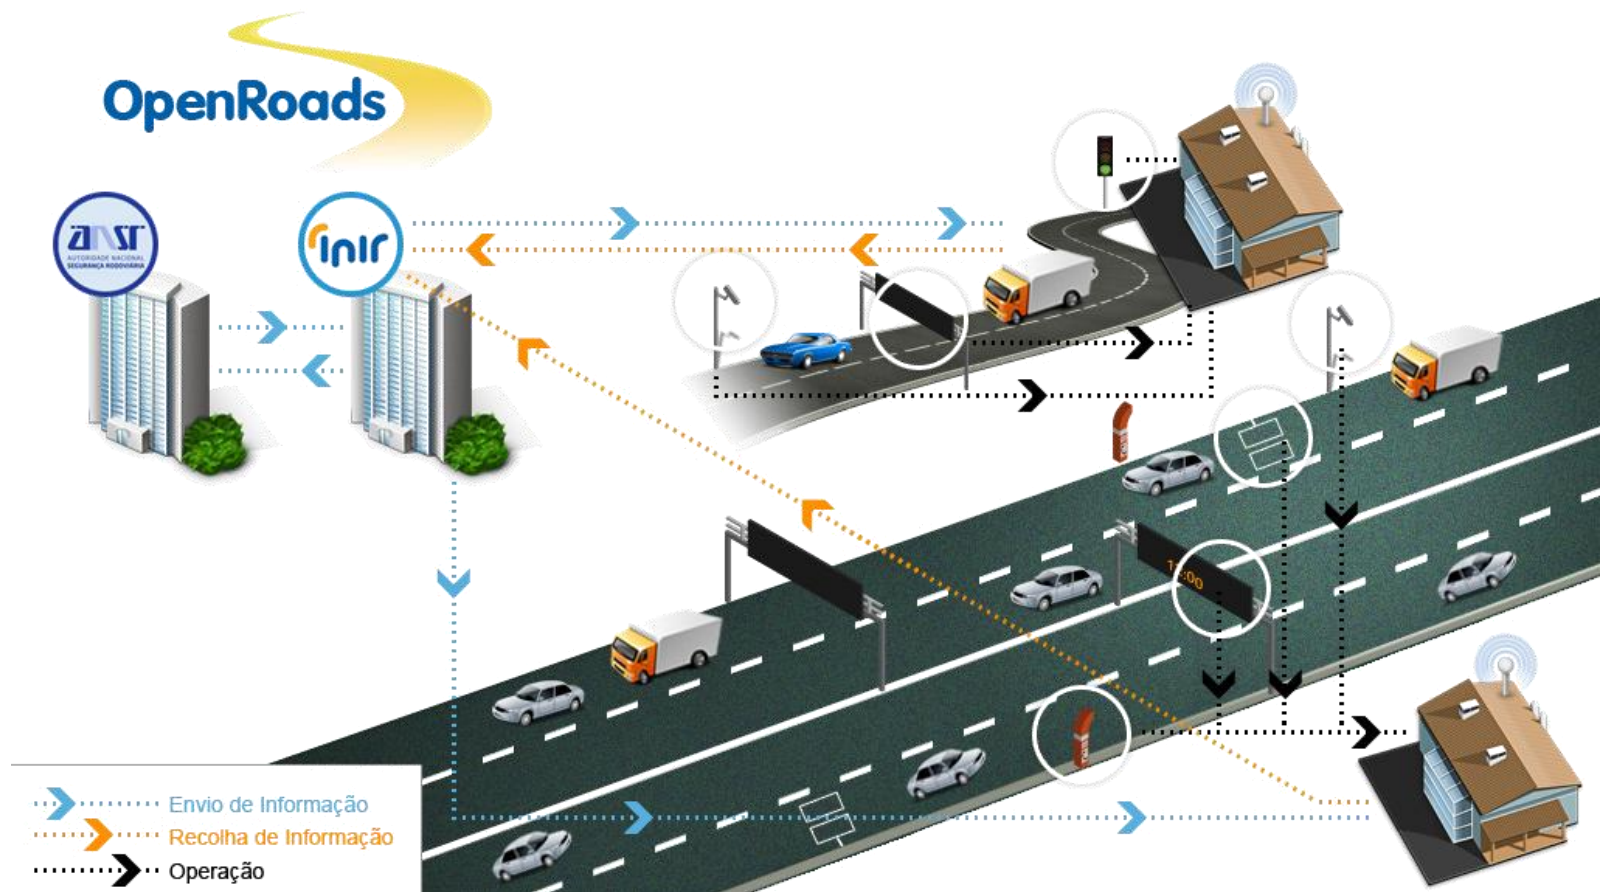 OpenRoads
ansr
AUTORIDADE NACIONAL
SEGURANÇA RODOVIÁRIA
inir
Envio de Informação
Recolha de Informação
Operação